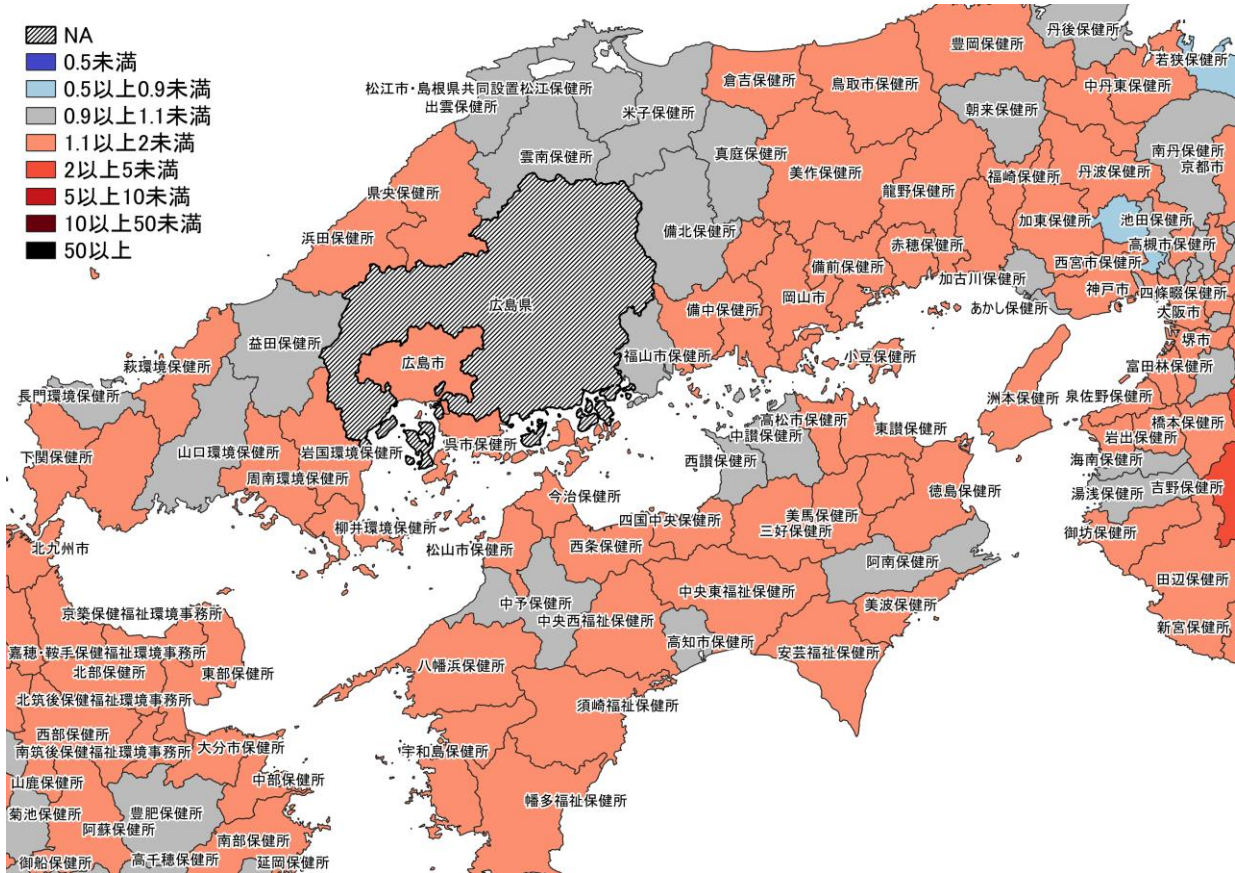 NA
0.5未満
0.5以上0.9未満
0.9以上1.1未満
1.1以上2未満
2以上5未満
5以上10未満
10以上50未満
50以上
丹後保健所
豊岡保健所
若狭保健所
中丹東保健所
倉吉保健所
鳥取市保健所
松江市・島根県共同設置松江保健所
出雲保健所
米子保健所
朝来保健所
雲南保健所
真庭保健所
美作保健所
南丹保健所
京都市
福崎保健所
丹波保健所
県央保健所
龍野保健所
浜田保健所
備北保健所
加東保健所
池田保健所
高槻市保健所
赤穂保健所
西宮市保健所
備前保健所
加古川保健所
神戸市
四條畷保健所
岡山市
広島県
備中保健所
あかし保健所
大阪市
益田保健所
堺市
広島市
福山市保健所
小豆保健所
萩環境保健所
富田林保健所
長門環境保健所
洲本保健所
泉佐野保健所
高松市保健所
橋本保健所
東讃保健所
中讃保健所
岩出保健所
呉市保健所
山口環境保健所
岩国環境保健所
下関保健所
西讃保健所
海南保健所
周南環境保健所
吉野保健所
徳島保健所
湯浅保健所
今治保健所
美馬保健所
四国中央保健所
柳井環境保健所
三好保健所
御坊保健所
北九州市
松山市保健所
西条保健所
阿南保健所
田辺保健所
中央東福祉保健所
中予保健所
美波保健所
京築保健福祉環境事務所
中央西福祉保健所
新宮保健所
高知市保健所
安芸福祉保健所
嘉穂・鞍手保健福祉環境事務所
八幡浜保健所
北部保健所
東部保健所
北筑後保健福祉環境事務所
須崎福祉保健所
西部保健所
南筑後保健福祉環境事務所
大分市保健所
宇和島保健所
山鹿保健所
中部保健所
幡多福祉保健所
菊池保健所
豊肥保健所
阿蘇保健所
南部保健所
御船保健所
高千穂保健所
延岡保健所